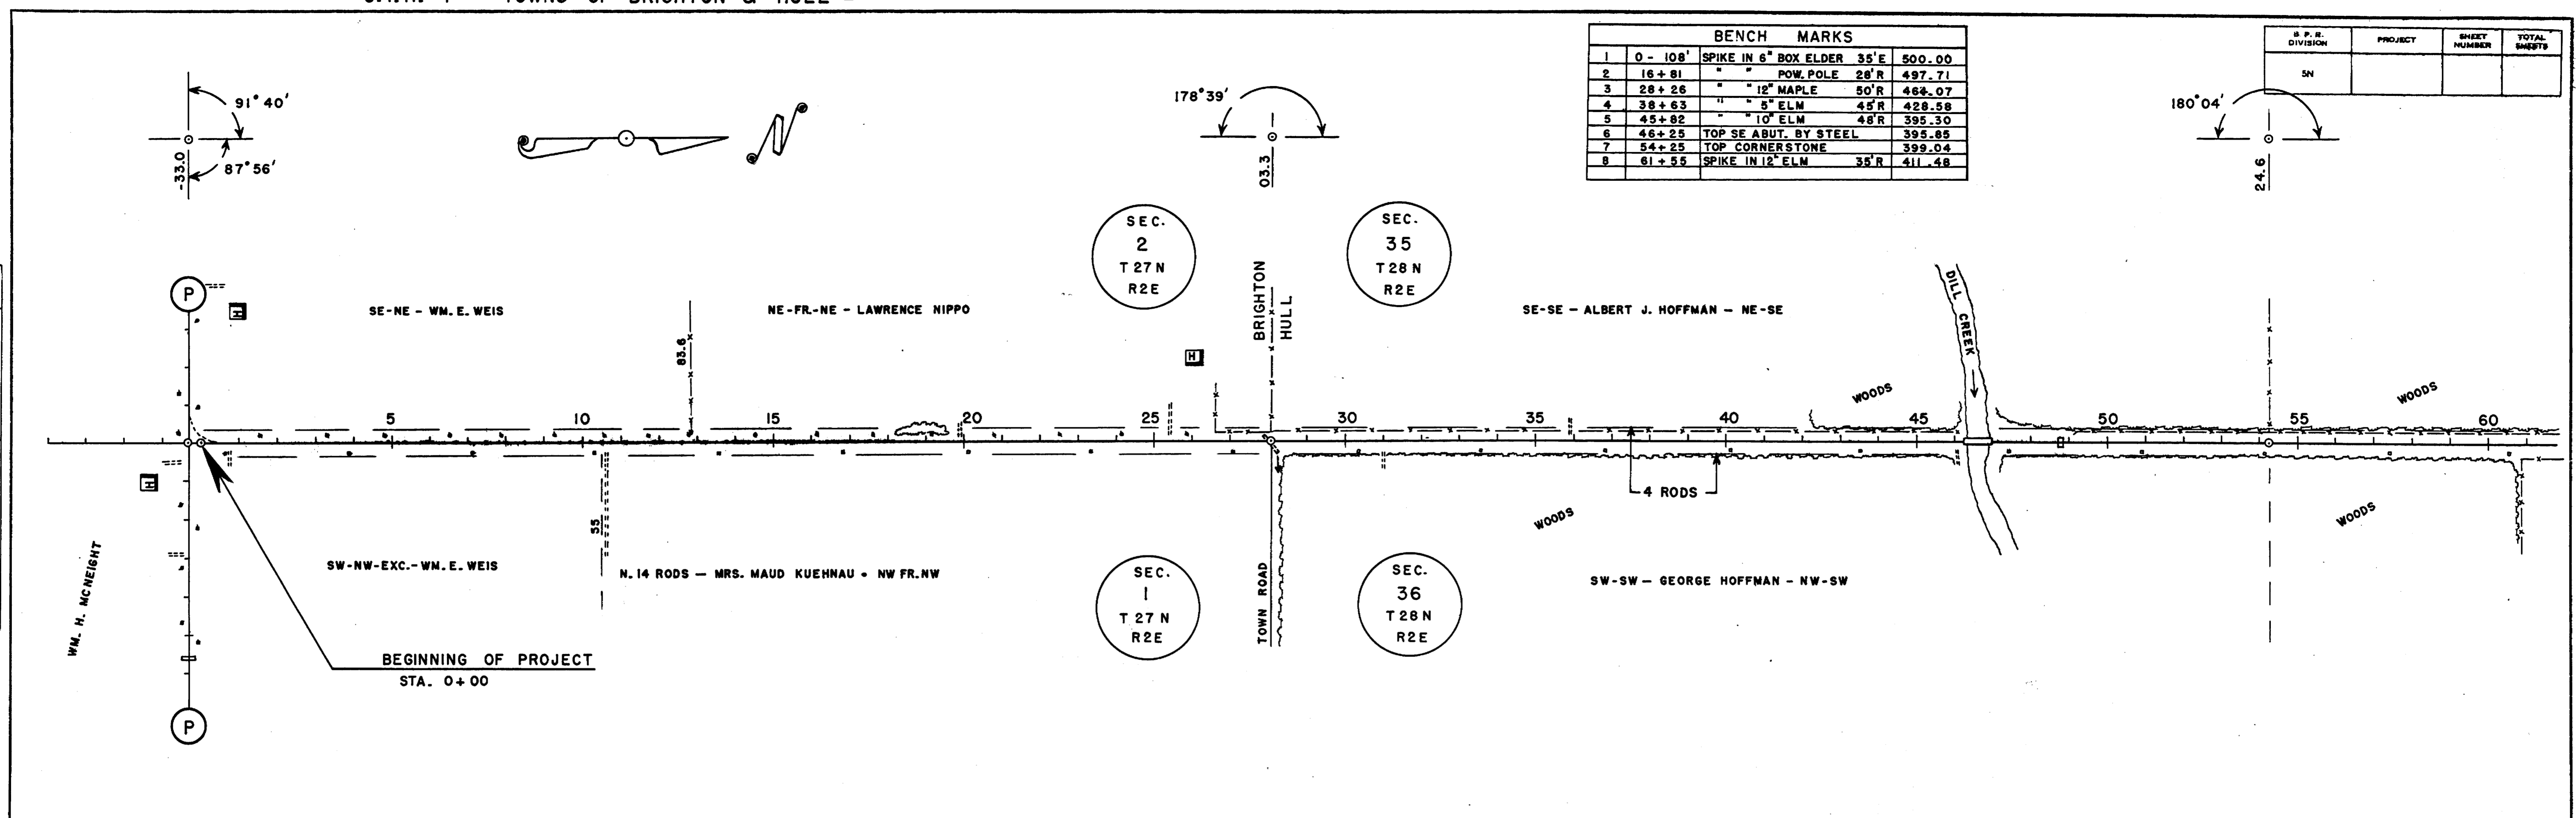 BENCH MARKS
1 0 - 108' SPIKE IN 6" BOX ELDER 35'E 500.00
2 16+81 " " POW. POLE 28'R 497.71
3 28+26 " " 12" MAPLE 50'R 464.07
4 38+63 " " 5" ELM 45'R 428.58
5 45+82 " " 10" ELM 48'R 395.30
6 46+25 TOP SE ABUT. BY STEEL 395.85
7 54+25 TOP CORNERSTONE 399.04
8 61+55 SPIKE IN 12" ELM 35'R 411.48
B.P.R. DIVISION PROJECT SHEET NUMBER TOTAL SHEETS
5N
91°40'
87°56'
-33.0
N
178°39'
03.3
180°04'
24.6
SEC.
2
T27N
R2E
SEC.
35
T28N
R2E
BRIGHTON
HULL
DILL CREEK
P
H
SE-NE - WM. E. WEIS
NE-FR.-NE - LAWRENCE NIPPO
SE-SE - ALBERT J. HOFFMAN - NE-SE
83.6
H
WOODS
WOODS
5 10 15 20 25 30 35 40 45 50 55 60
H
4 RODS
WOODS
WOODS
55
WM. H. MCNEIGHT
SW-NW-EXC.-WM. E. WEIS
N. 14 RODS - MRS. MAUD KUEHNAU • NW FR. NW
SEC.
1
T 27 N
R2E
TOWN ROAD
SEC.
36
T28N
R2E
SW-SW - GEORGE HOFFMAN - NW-SW
BEGINNING OF PROJECT
STA. 0+00
P